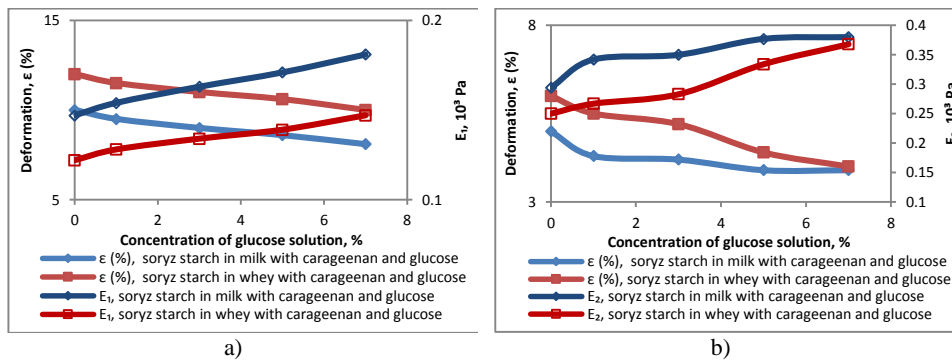 15
0.2
Deformation, ε (%)
E₁, 10³ Pa
5
0.1
0 2 4 6 8
Concentration of glucose solution, %
ε (%), soryz starch in milk with carageenan and glucose
ε (%), soryz starch in whey with carageenan and glucose
E₁, soryz starch in milk with carageenan and glucose
E₁, soryz starch in whey with carageenan and glucose
a)
8
0.4
0.35
0.3
0.25
0.2
0.15
0.1
Deformation, ε (%)
10³ Pa
3
0 2 4 6 8
Concentration of glucose solution, %
ε (%), soryz starch in milk with carageenan and glucose
ε (%), soryz starch in whey with carageenan and glucose
E₂, soryz starch in milk with carageenan and glucose
E₂, soryz starch in whey with carageenan and glucose
b)